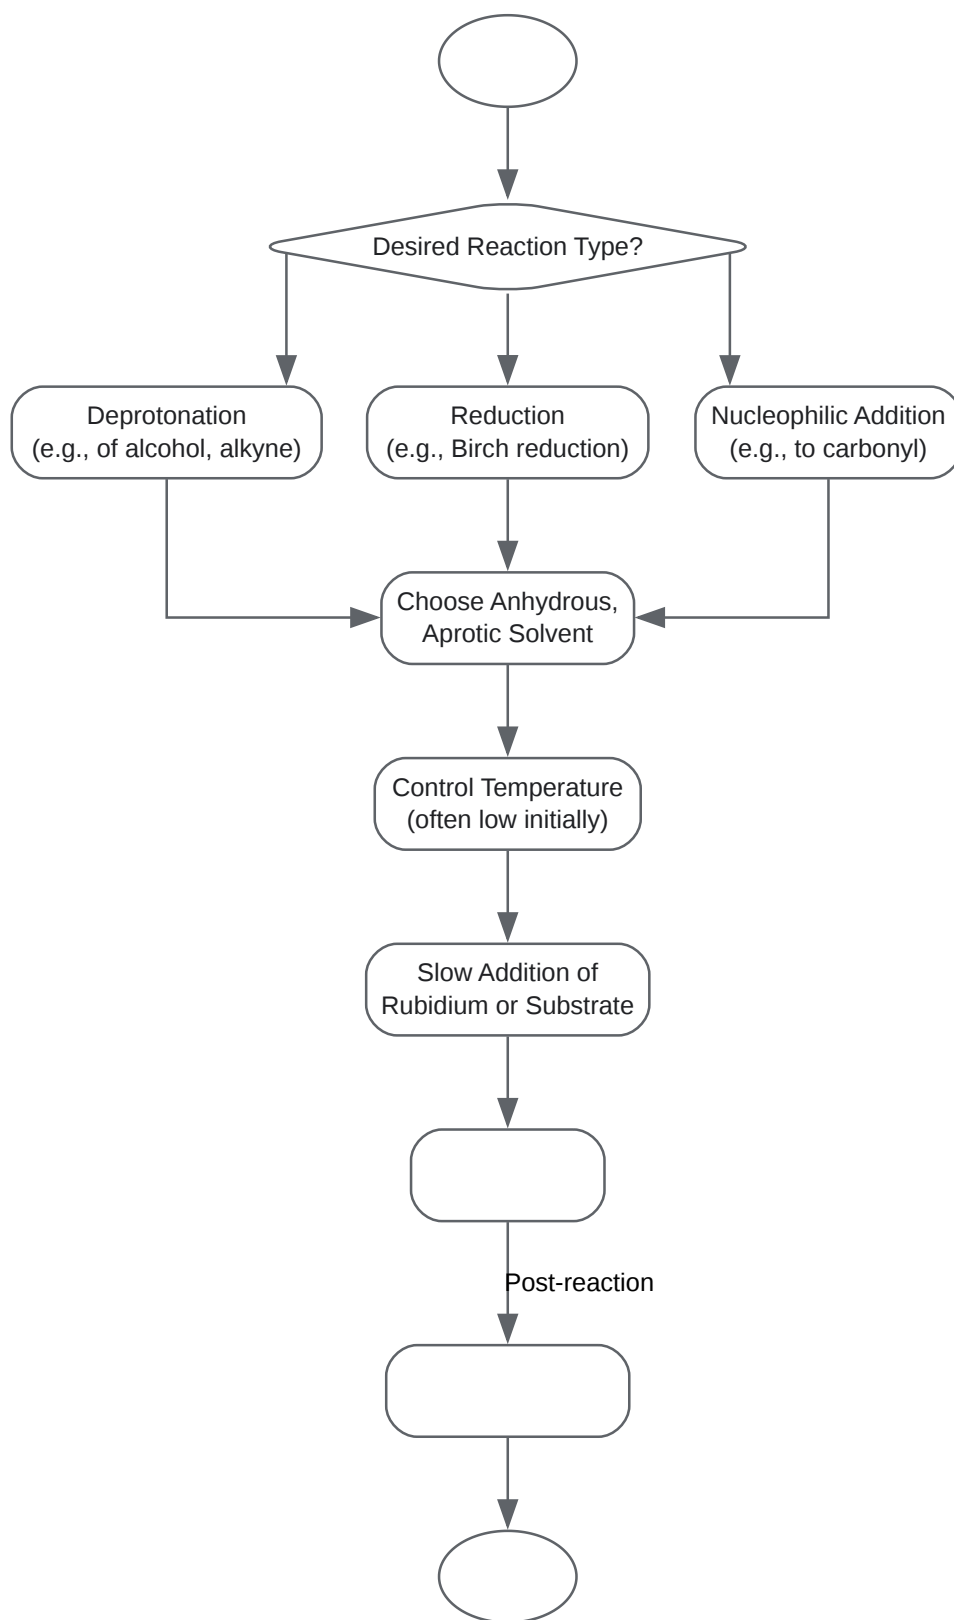 Desired Reaction Type?
Deprotonation
(e.g., of alcohol, alkyne)
Reduction
(e.g., Birch reduction)
Nucleophilic Addition
(e.g., to carbonyl)
Choose Anhydrous,
Aprotic Solvent
Control Temperature
(often low initially)
Slow Addition of
Rubidium or Substrate
Post-reaction